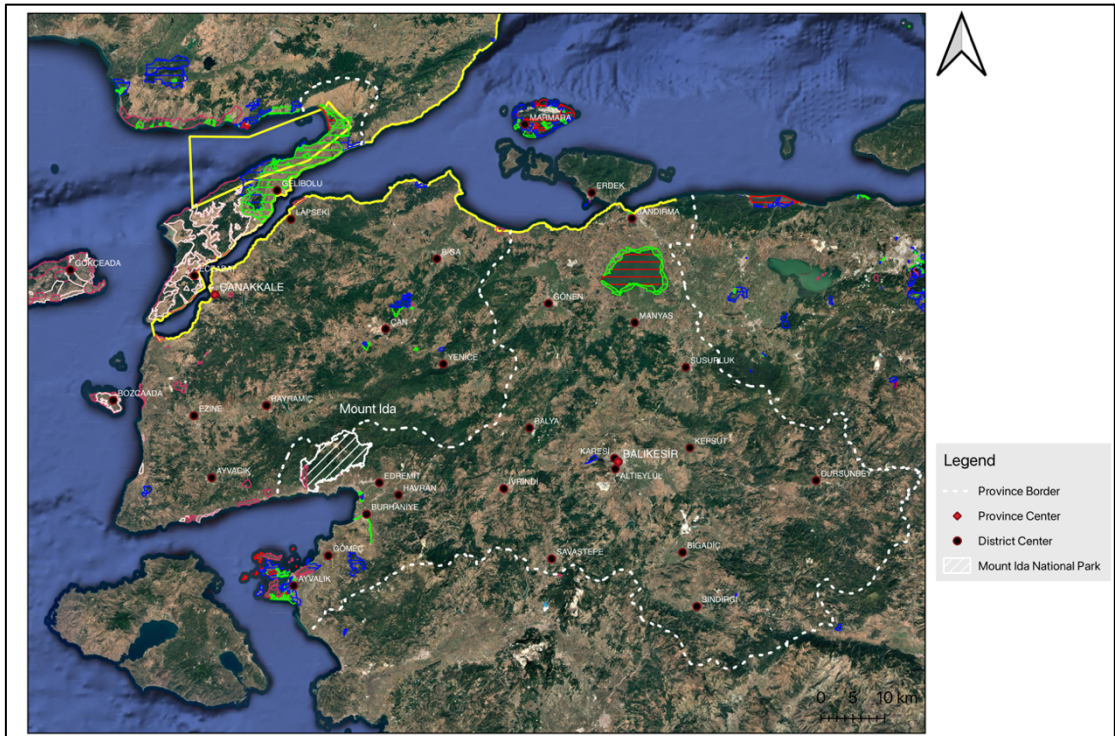 MARMARA
ERDEK
GELİBOLU
LAPSEKİ
BANDIRMA
BİGA
GÖKÇEADA
ECEABAT
ÇANAKKALE
GÖNEN
MANYAS
ÇAN
YENİCE
SUSURLUK
BOZCAADA
EZİNE
BAYRAMİÇ
Mount Ida
BALYA
KARESİ
BALIKESİR
KEPSUT
ALTIEYLÜL
AYVACIK
EDREMİT
HAVRAN
İVRİNDİ
DURSUNBEY
BURHANİYE
GÖMEÇ
SAVAŞTEPE
BİGADİÇ
AYVALIK
SINDIRGI
0 5 10 km
Legend
Province Border
Province Center
District Center
Mount Ida National Park